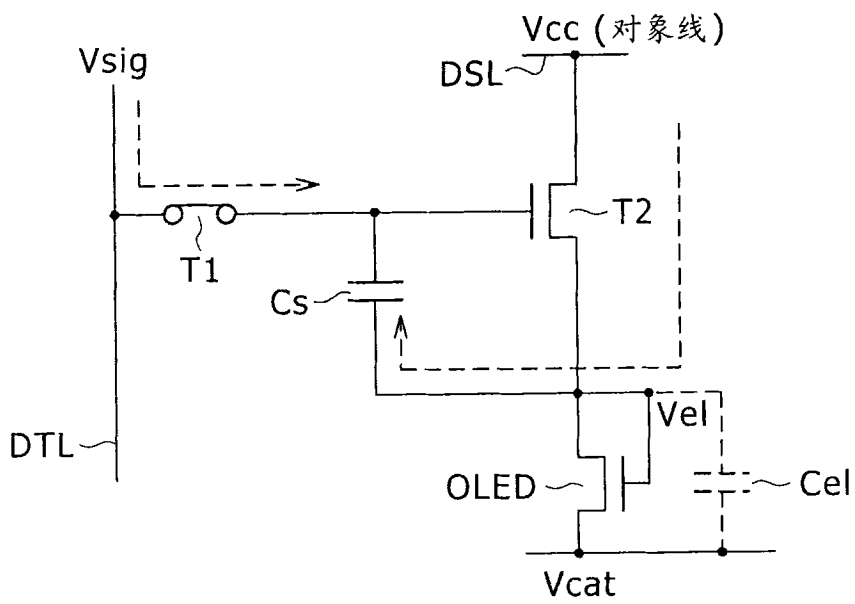 Vcc (对象线)
Vsig
DSL
T2
T1
Cs
Vel
DTL
OLED
Cel
Vcat